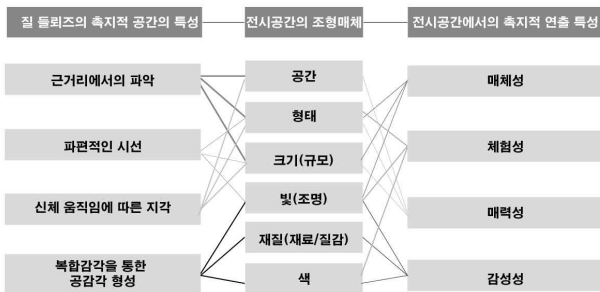 질 들뢰즈의 촉지적 공간의 특성
전시공간의 조형매체
전시공간에서의 촉지적 연출 특성
근거리에서의 파악
파편적인 시선
신체 움직임에 따른 지각
복합감각을 통한
공감각 형성
공간
형태
크기(규모)
빛(조명)
재질(재료/질감)
색
매체성
체험성
매력성
감성성